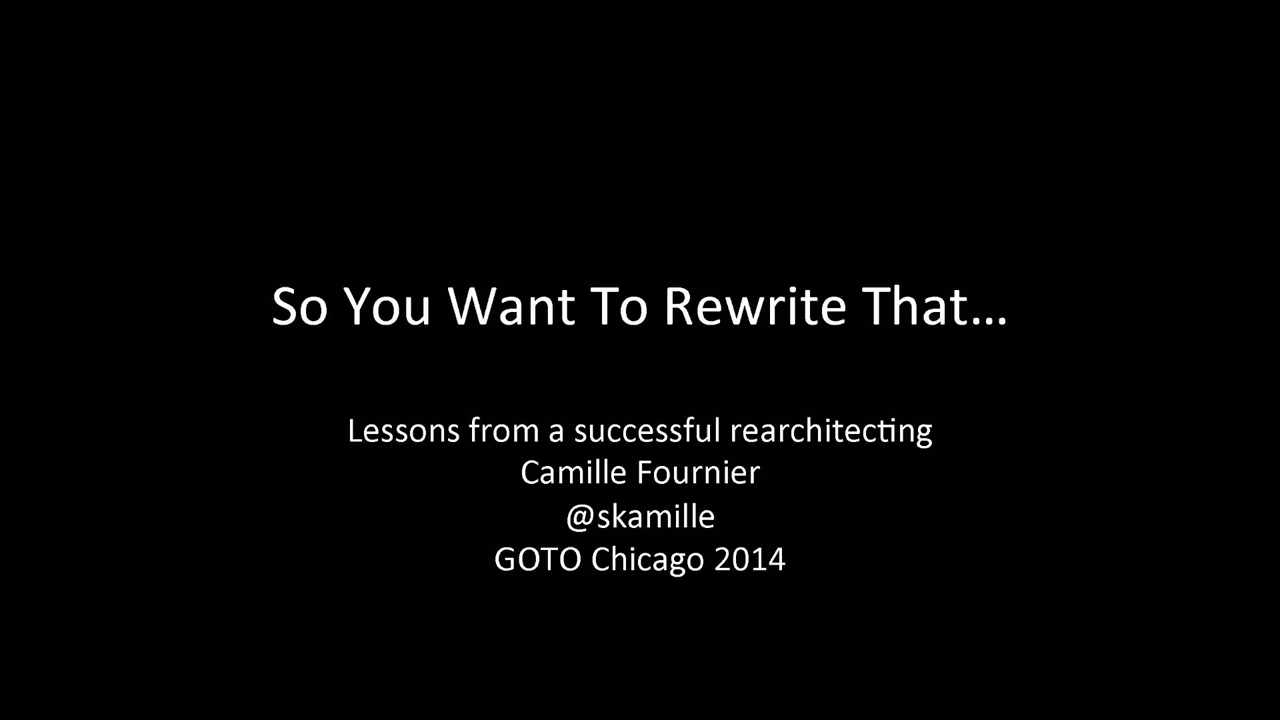 So You Want To Rewrite That...
Lessons from a successful rearchitecting
Camille Fournier
@skamille
GOTO Chicago 2014